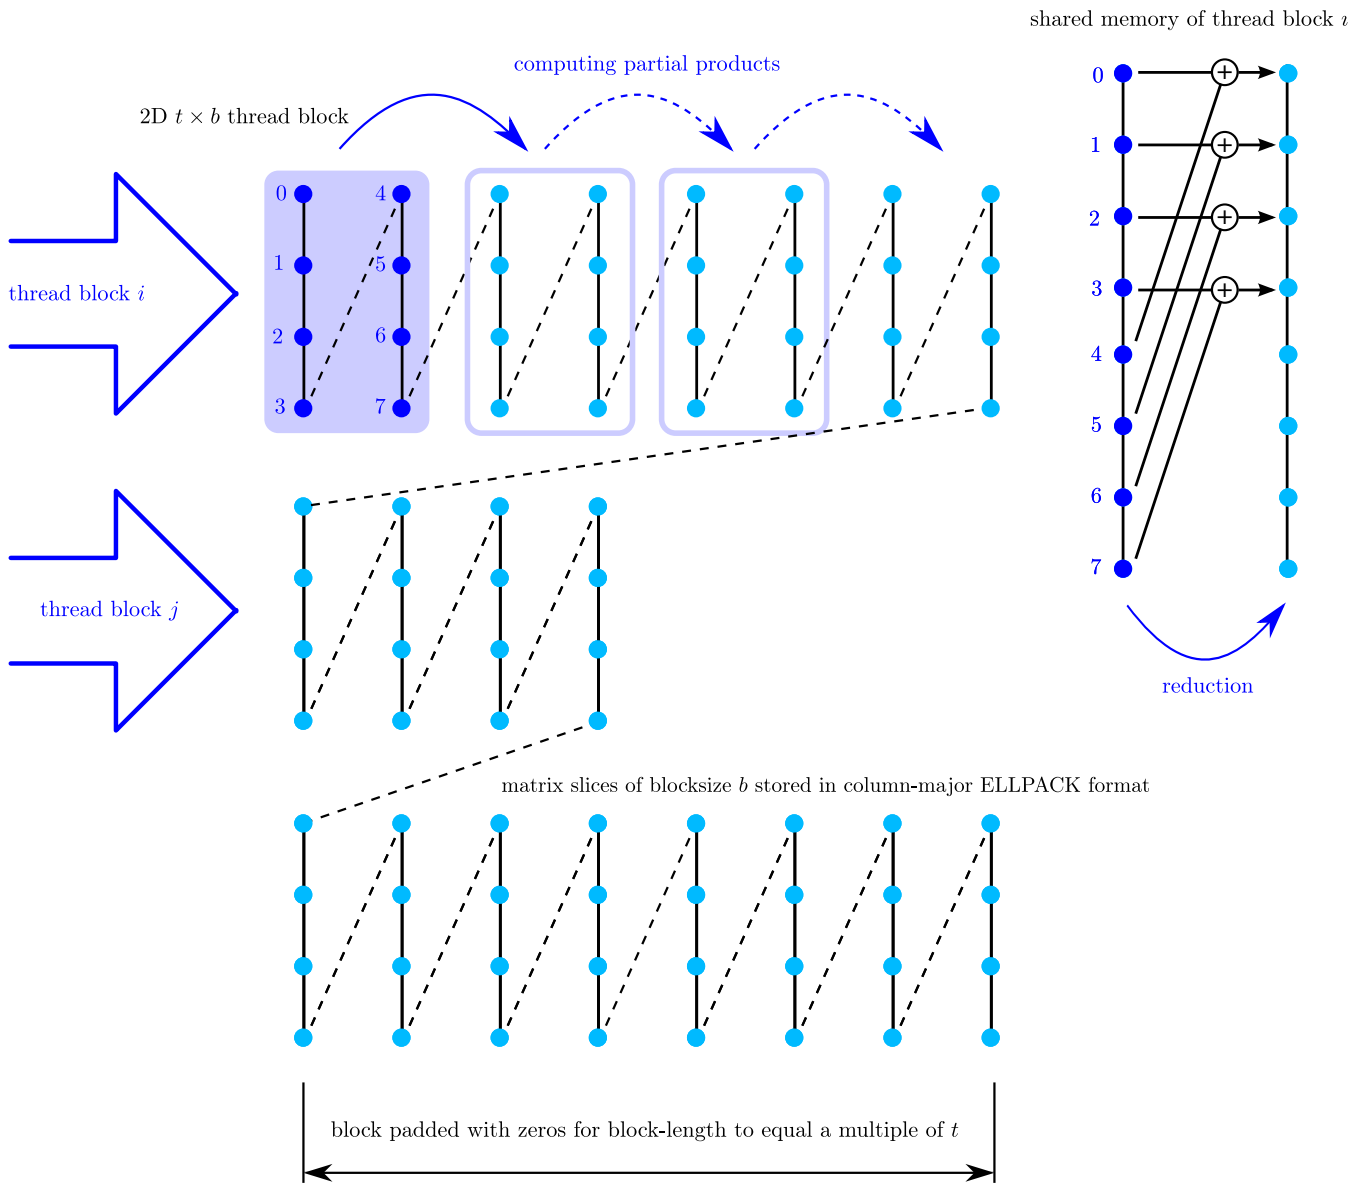 shared memory of thread block ı
computing partial products
2D t × b thread block
0
1
2
3
4
5
6
7
thread block i
0
1
2
3
4
5
6
7
+
+
+
+
reduction
thread block j
matrix slices of blocksize b stored in column-major ELLPACK format
block padded with zeros for block-length to equal a multiple of t